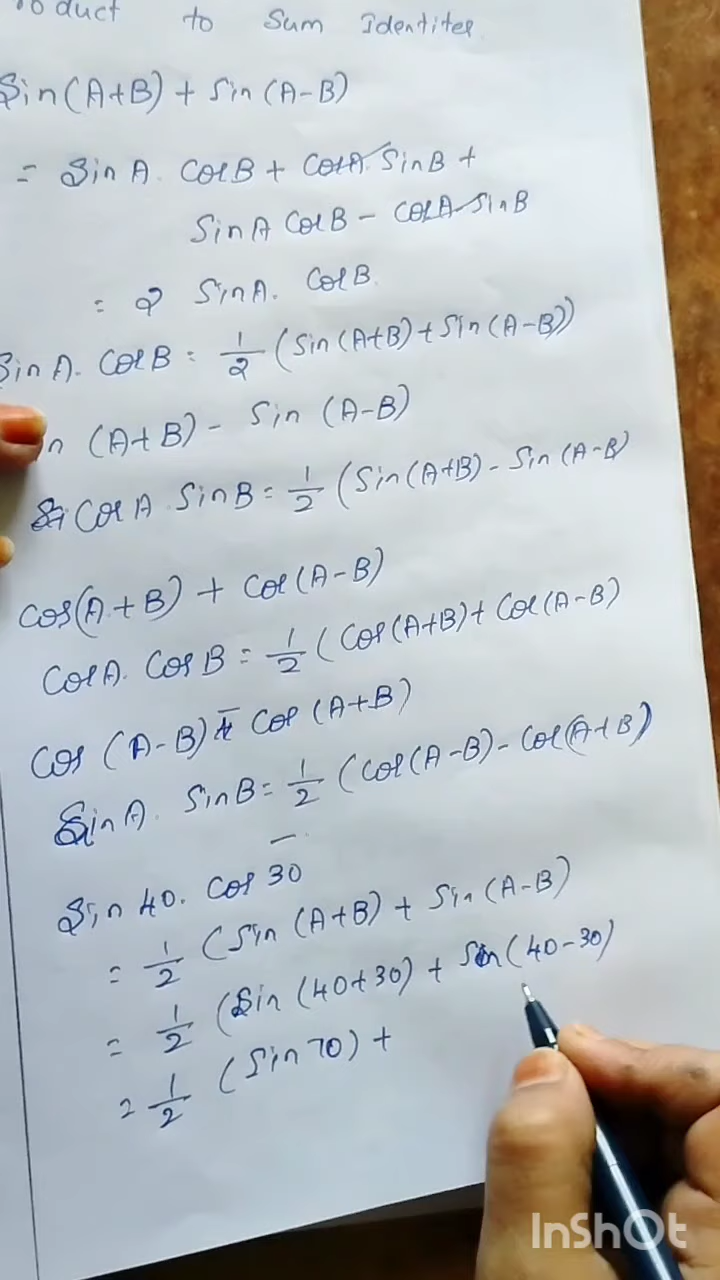 oduct to Sum Identites
Sin(A+B) + Sin(A-B)
= SinA. CosB + CosA. SinB +
SinA CosB - CosA SinB
= 2 SinA. CosB
SinA. CosB = 1/2 (Sin(A+B) + Sin(A-B))
n (A+B) - Sin (A-B)
CosA SinB = 1/2 (Sin(A+B) - Sin(A-B)
Cos(A+B) + Cos(A-B)
CosA. CosB = 1/2 (Cos(A+B) + Cos(A-B)
Cos (A-B) - Cos (A+B)
SinA. SinB = 1/2 (Cos(A-B) - Cos(A+B)
Sin 40. Cos 30
= 1/2 (Sin (A+B) + Sin (A-B)
= 1/2 (Sin (40+30) + Sin (40-30)
= 1/2 (Sin 70) +
InShOt